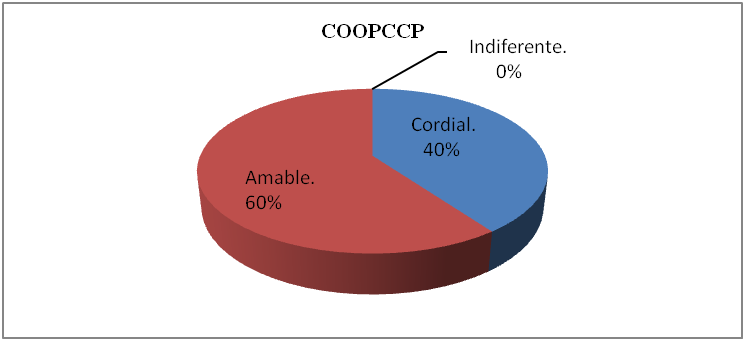 COOPCCP
Indiferente.
0%
Cordial.
40%
Amable.
60%